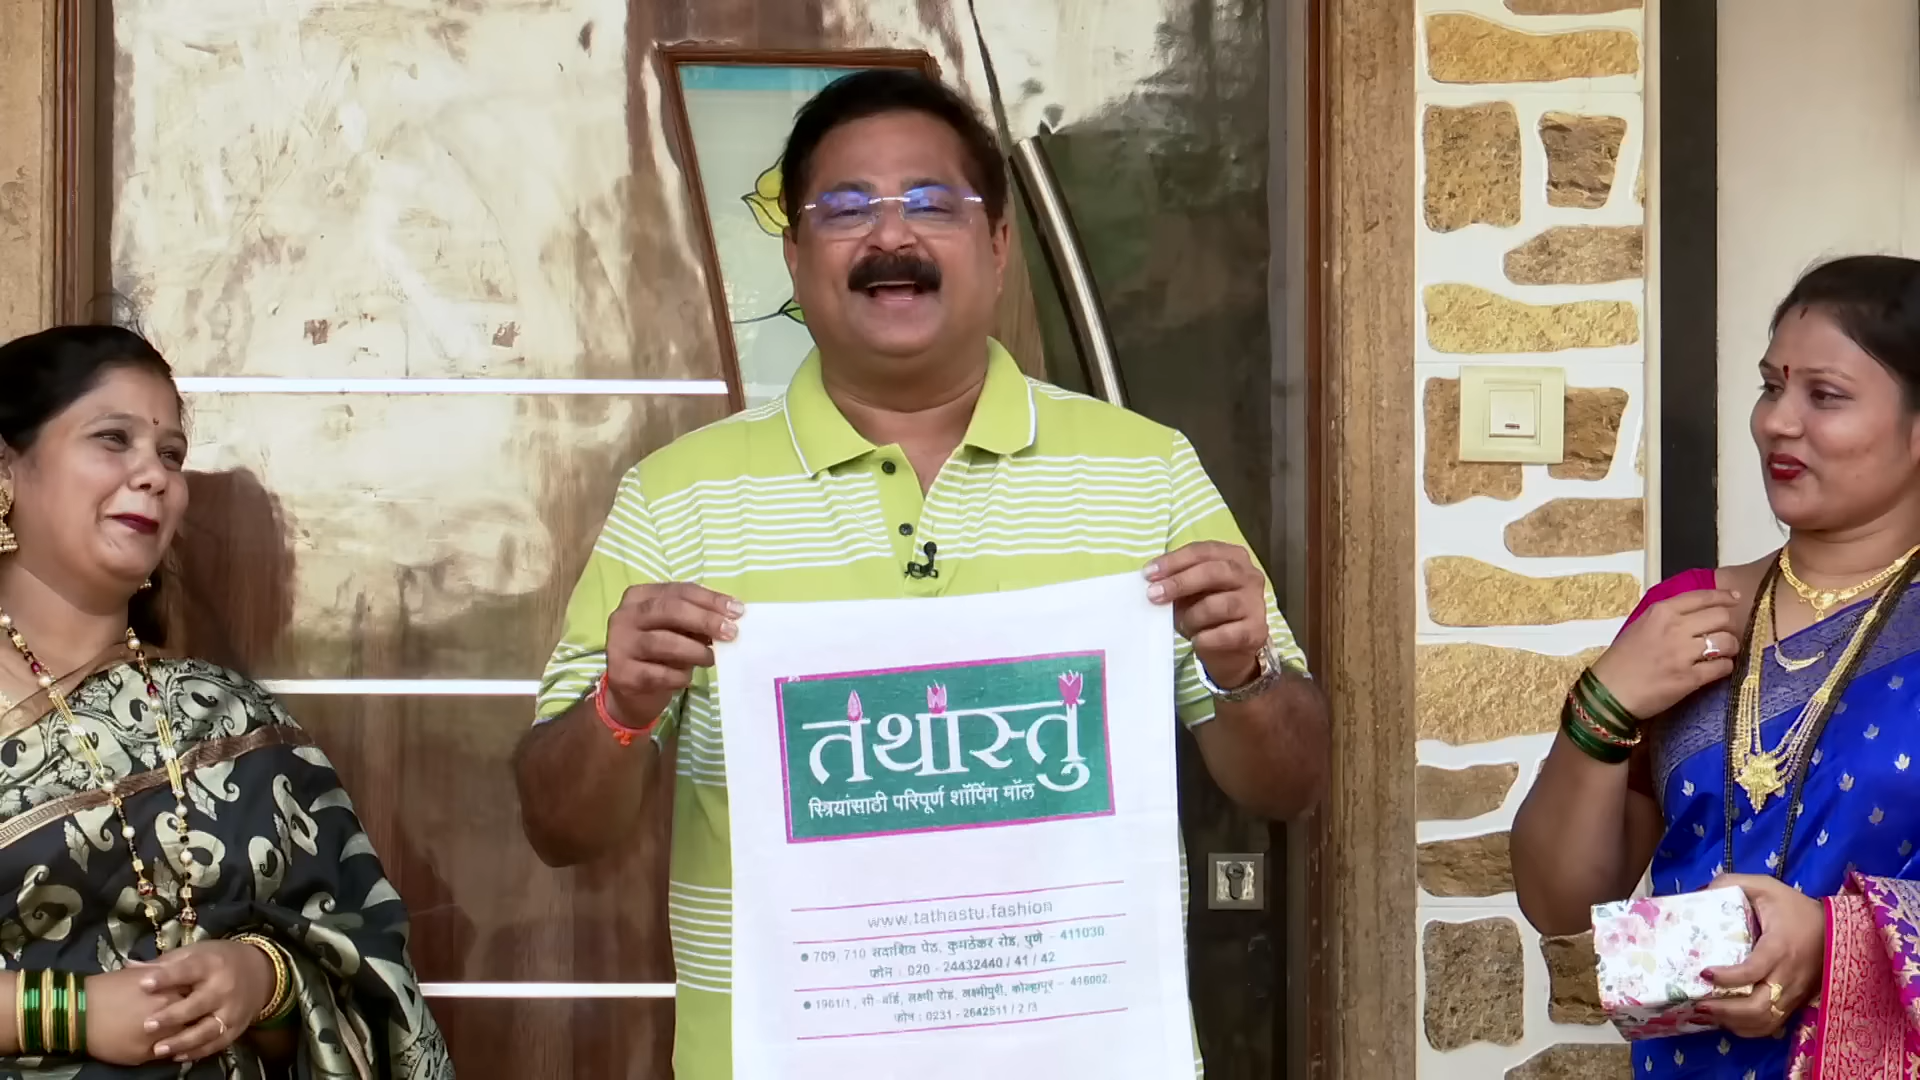 तथास्तु
स्त्रियांसाठी परिपूर्ण शॉपिंग मॉल
www.tathastu.fashion
709, 710 सदाशिव पेठ, कुमठेकर रोड, पुणे - 411030.
फोन : 020 - 24432440 / 41 / 42
1961/1, सी-वॉर्ड, लक्ष्मी रोड, लक्ष्मीपुरी, कोल्हापूर - 416002.
फोन : 0231 - 2642511 / 2 / 3